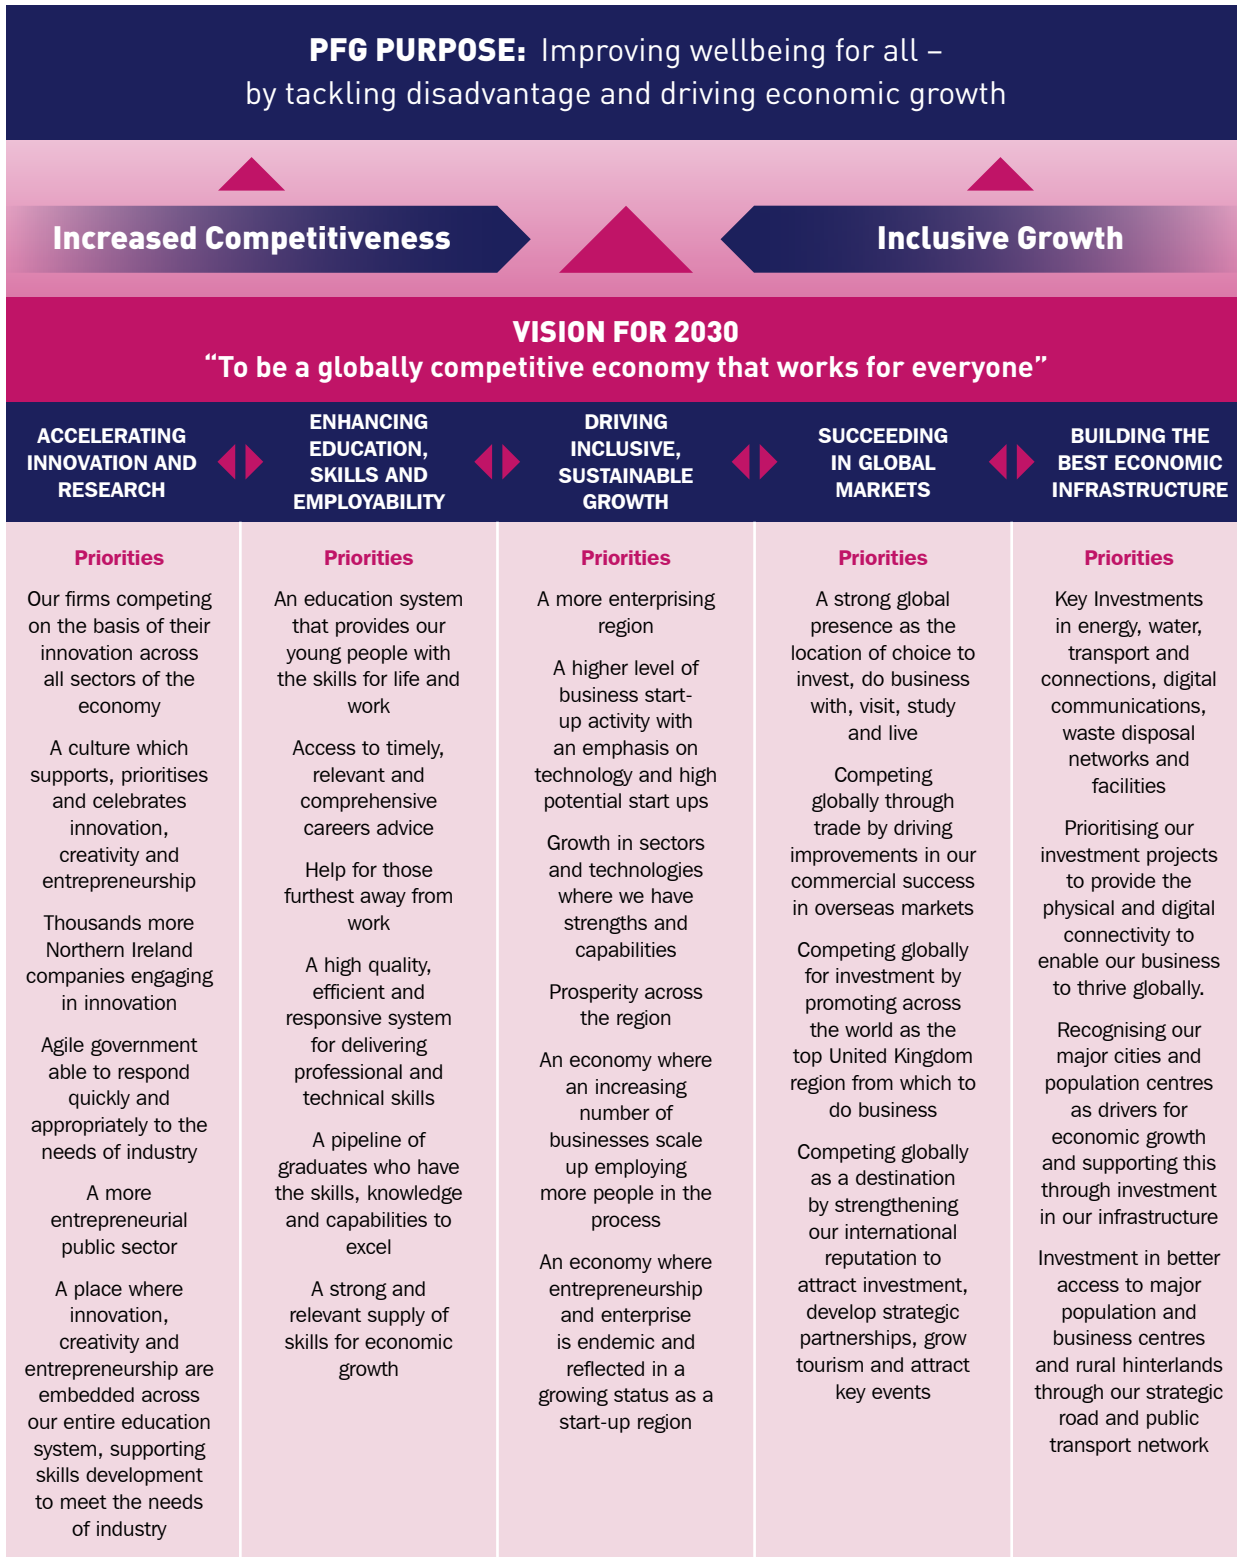 PFG PURPOSE: Improving wellbeing for all –
by tackling disadvantage and driving economic growth
Increased Competitiveness
Inclusive Growth
VISION FOR 2030
“To be a globally competitive economy that works for everyone”
ACCELERATING
INNOVATION AND
RESEARCH
ENHANCING
EDUCATION,
SKILLS AND
EMPLOYABILITY
DRIVING
INCLUSIVE,
SUSTAINABLE
GROWTH
SUCCEEDING
IN GLOBAL
MARKETS
BUILDING THE
BEST ECONOMIC
INFRASTRUCTURE
Priorities
Our firms competing
on the basis of their
innovation across
all sectors of the
economy
A culture which
supports, prioritises
and celebrates
innovation,
creativity and
entrepreneurship
Thousands more
Northern Ireland
companies engaging
in innovation
Agile government
able to respond
quickly and
appropriately to the
needs of industry
A more
entrepreneurial
public sector
A place where
innovation,
creativity and
entrepreneurship are
embedded across
our entire education
system, supporting
skills development
to meet the needs
of industry
Priorities
An education system
that provides our
young people with
the skills for life and
work
Access to timely,
relevant and
comprehensive
careers advice
Help for those
furthest away from
work
A high quality,
efficient and
responsive system
for delivering
professional and
technical skills
A pipeline of
graduates who have
the skills, knowledge
and capabilities to
excel
A strong and
relevant supply of
skills for economic
growth
Priorities
A more enterprising
region
A higher level of
business start-
up activity with
an emphasis on
technology and high
potential start ups
Growth in sectors
and technologies
where we have
strengths and
capabilities
Prosperity across
the region
An economy where
an increasing
number of
businesses scale
up employing
more people in the
process
An economy where
entrepreneurship
and enterprise
is endemic and
reflected in a
growing status as a
start-up region
Priorities
A strong global
presence as the
location of choice to
invest, do business
with, visit, study
and live
Competing
globally through
trade by driving
improvements in our
commercial success
in overseas markets
Competing globally
for investment by
promoting across
the world as the
top United Kingdom
region from which to
do business
Competing globally
as a destination
by strengthening
our international
reputation to
attract investment,
develop strategic
partnerships, grow
tourism and attract
key events
Priorities
Key Investments
in energy, water,
transport and
connections, digital
communications,
waste disposal
networks and
facilities
Prioritising our
investment projects
to provide the
physical and digital
connectivity to
enable our business
to thrive globally.
Recognising our
major cities and
population centres
as drivers for
economic growth
and supporting this
through investment
in our infrastructure
Investment in better
access to major
population and
business centres
and rural hinterlands
through our strategic
road and public
transport network